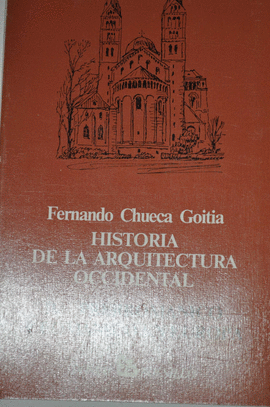 Fernando Chueca Goitia
HISTORIA
DE LA ARQUITECTURA
OCCIDENTAL